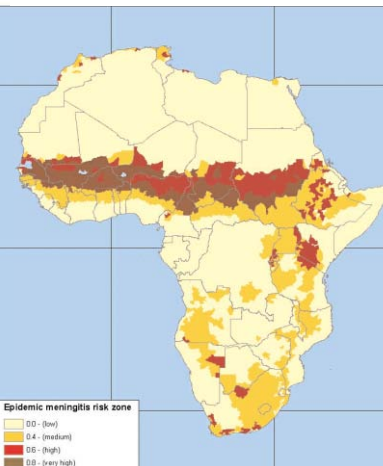 Epidemic meningitis risk zone
0.0 - (low)
0.4 - (medium)
0.6 - (high)
0.8 - (very high)